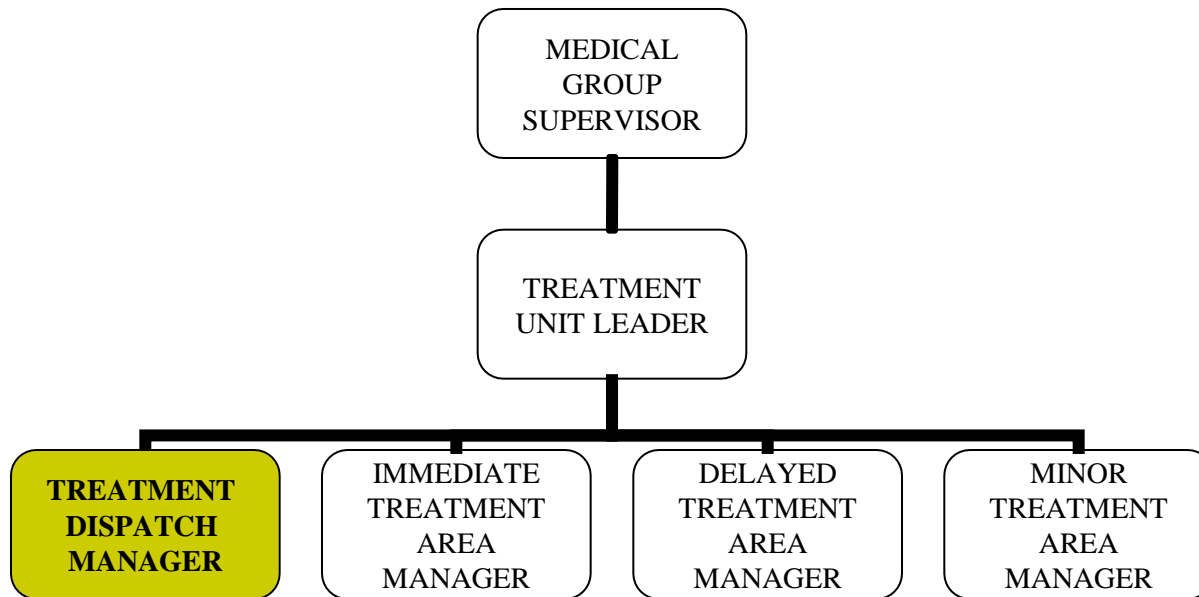 MEDICAL
GROUP
SUPERVISOR
TREATMENT
UNIT LEADER
TREATMENT
DISPATCH
MANAGER
IMMEDIATE
TREATMENT
AREA
MANAGER
DELAYED
TREATMENT
AREA
MANAGER
MINOR
TREATMENT
AREA
MANAGER